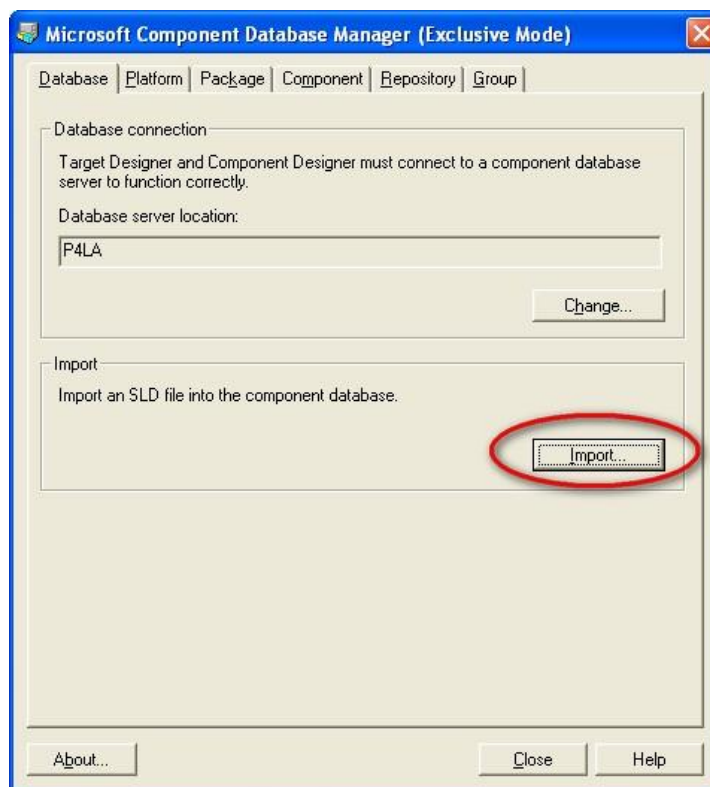 Microsoft Component Database Manager (Exclusive Mode)
Database Platform Package Component Repository Group
Database connection
Target Designer and Component Designer must connect to a component database
server to function correctly.
Database server location:
P4LA
Change...
Import
Import an SLD file into the component database.
Import...
About... Close Help